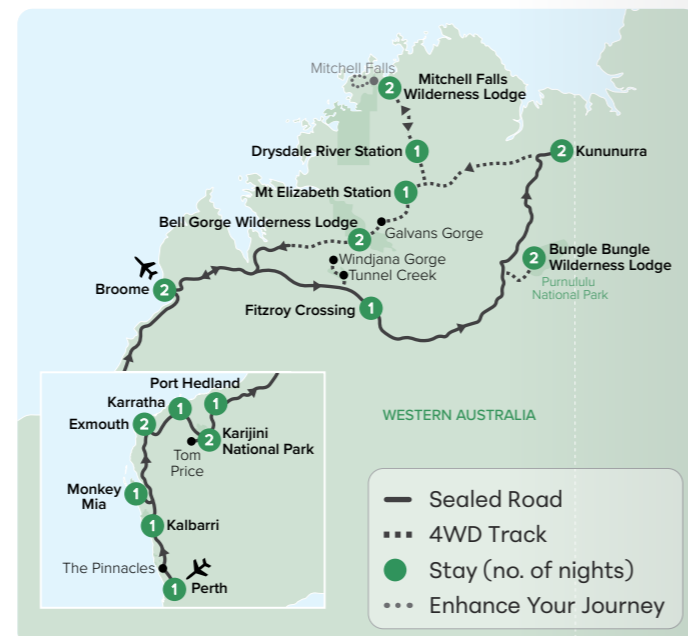 Mitchell Falls
2
Mitchell Falls
Wilderness Lodge
Drysdale River Station
1
2
Kununurra
Mt Elizabeth Station
1
Bell Gorge Wilderness Lodge
2
Galvans Gorge
Windjana Gorge
Tunnel Creek
2
Bungle Bungle
Wilderness Lodge
Purnululu
National Park
Broome
2
Fitzroy Crossing
1
Port Hedland
1
Karratha
1
Exmouth
2
2
Karijini
National Park
Tom
Price
Monkey
Mia
1
1
Kalbarri
The Pinnacles
1
Perth
WESTERN AUSTRALIA
Sealed Road
4WD Track
Stay (no. of nights)
Enhance Your Journey